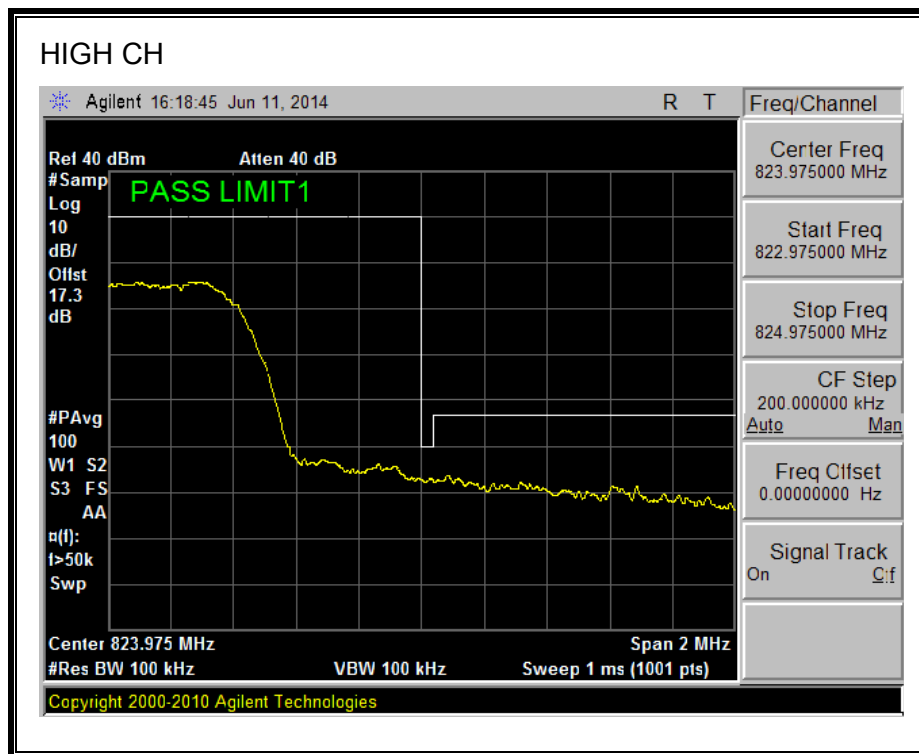 HIGH CH
Agilent 16:18:45 Jun 11, 2014 R T
Freq/Channel
Ref 40 dBm Atten 40 dB
#Samp
Log
10
dB/
Offst
17.3
dB
PASS LIMIT1
#PAvg
100
W1 S2
S3 FS
AA
¤(f):
f>50k
Swp
Center 823.975 MHz Span 2 MHz
#Res BW 100 kHz VBW 100 kHz Sweep 1 ms (1001 pts)
Copyright 2000-2010 Agilent Technologies
Center Freq
823.975000 MHz
Start Freq
822.975000 MHz
Stop Freq
824.975000 MHz
CF Step
200.000000 kHz
Auto Man
Freq Offset
0.00000000 Hz
Signal Track
On Off